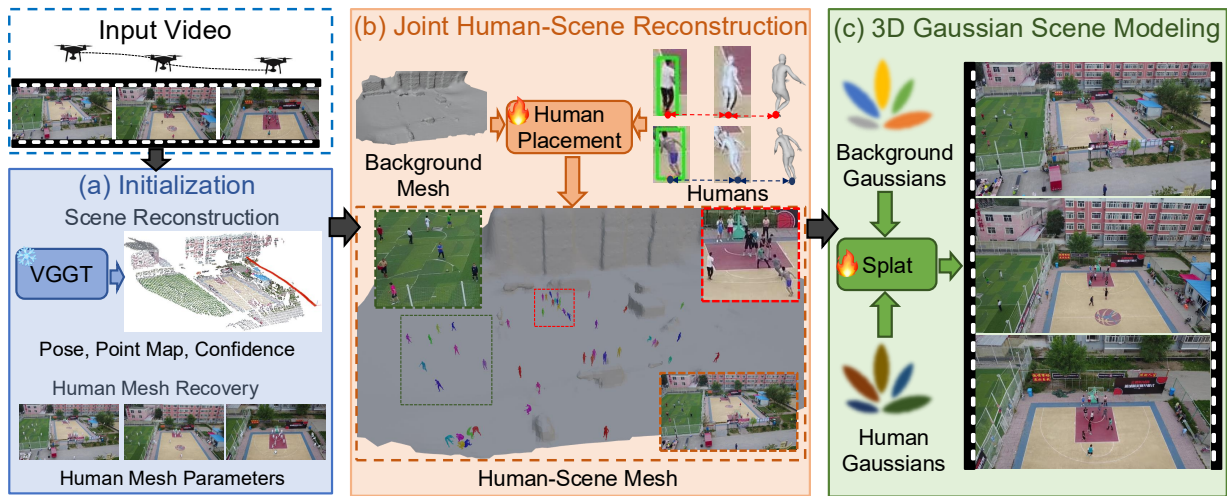 Input Video
(a) Initialization
Scene Reconstruction
VGGT
Pose, Point Map, Confidence
Human Mesh Recovery
Human Mesh Parameters
(b) Joint Human-Scene Reconstruction
Background
Mesh
Human
Placement
Humans
Human-Scene Mesh
(c) 3D Gaussian Scene Modeling
Background
Gaussians
Splat
Human
Gaussians